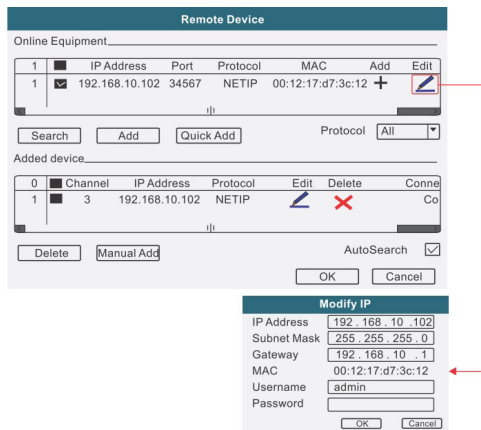 Remote Device
Online Equipment
1 IP Address Port Protocol MAC Add Edit
1 192.168.10.102 34567 NETIP 00:12:17:d7:3c:12
Search Add Quick Add Protocol All
Added device
0 Channel IP Address Protocol Edit Delete Conne
1 3 192.168.10.102 NETIP Co
Delete Manual Add AutoSearch
OK Cancel
Modify IP
IP Address 192 . 168 . 10 .102
Subnet Mask 255 . 255 . 255 . 0
Gateway 192 . 168 . 10 . 1
MAC 00:12:17:d7:3c:12
Username admin
Password
OK Cancel